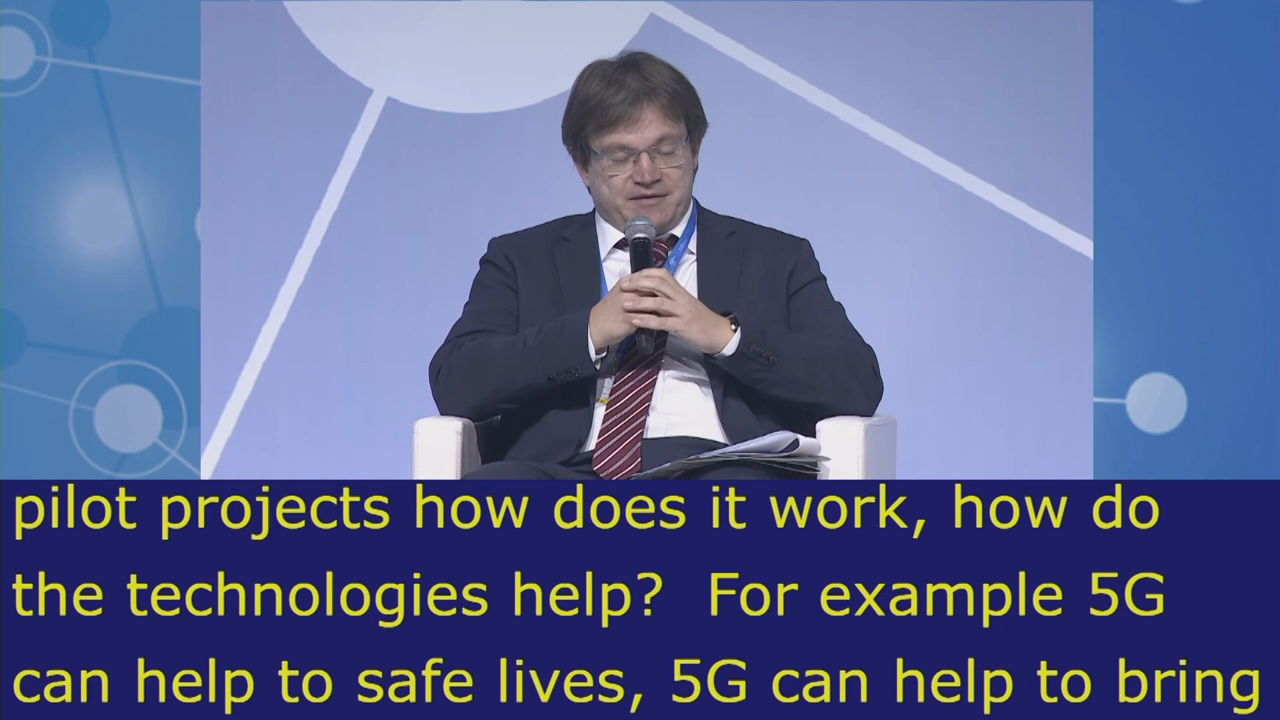 pilot projects how does it work, how do
the technologies help?  For example 5G
can help to safe lives, 5G can help to bring